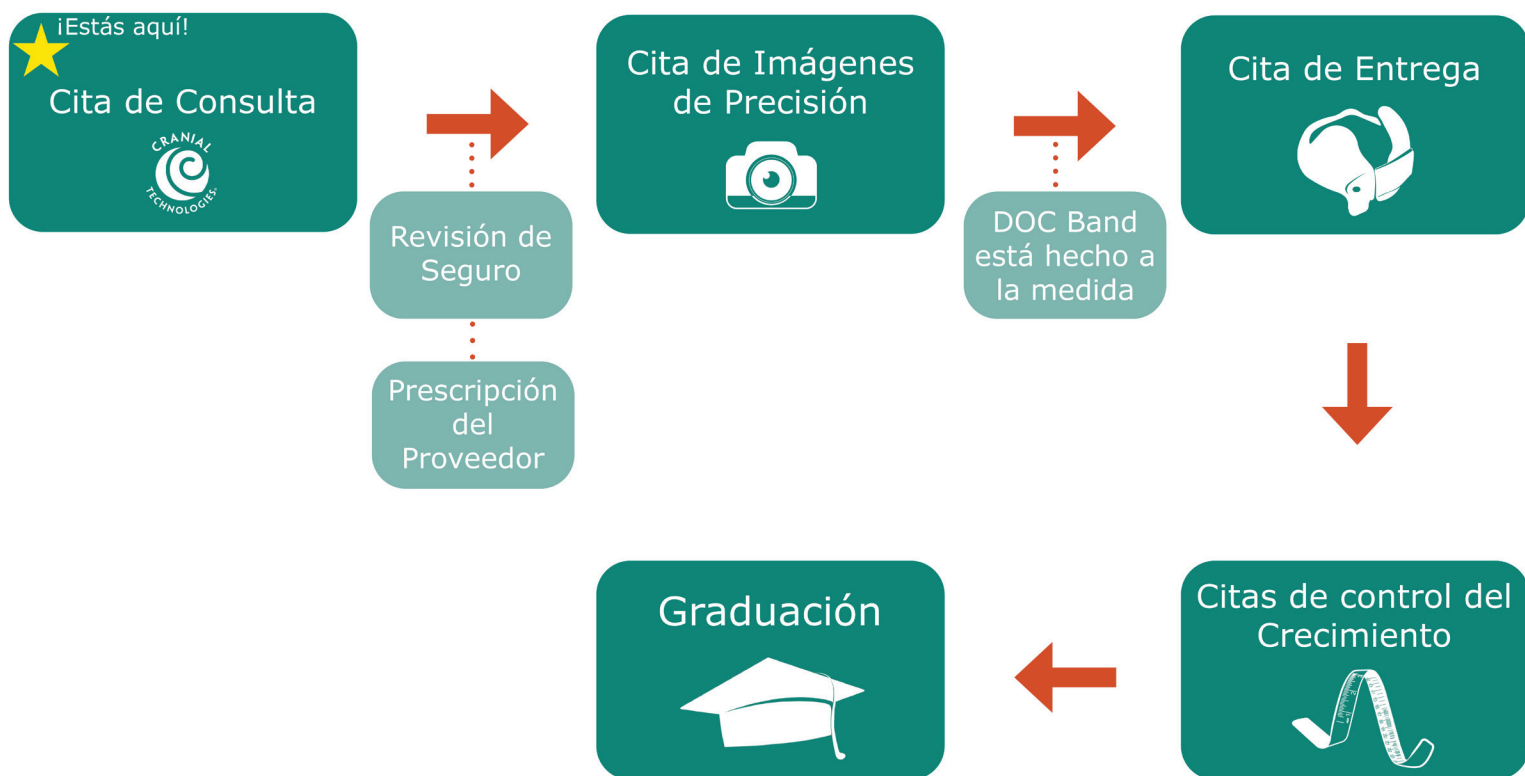 ¡Estás aquí!
Cita de Consulta
CRANIAL
TECHNOLOGIES
Revisión de
Seguro
Prescripción
del
Proveedor
Cita de Imágenes
de Precisión
DOC Band
está hecho a
la medida
Cita de Entrega
Citas de control del
Crecimiento
Graduación